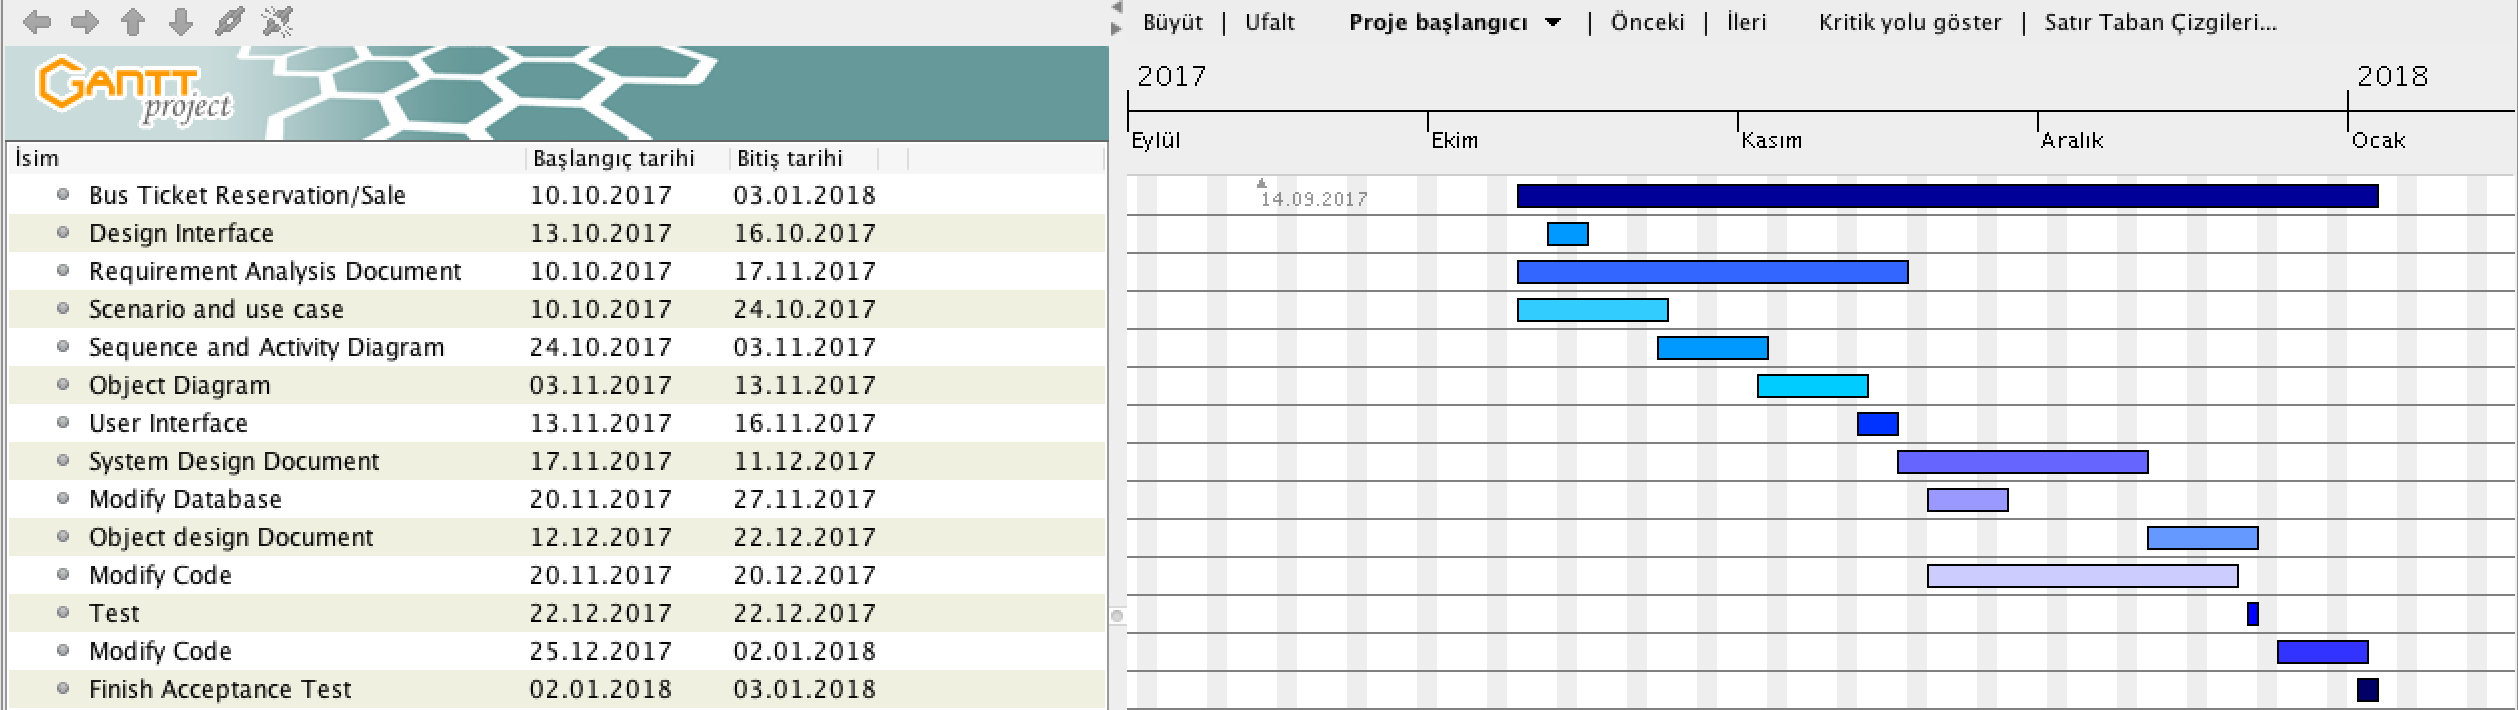 Büyüt | Ufalt Proje başlangıcı | Önceki | İleri Kritik yolu göster | Satır Taban Çizgileri...
GANTT
project
2017 2018
Eylül Ekim Kasım Aralık Ocak
İsim Başlangıç tarihi Bitiş tarihi
Bus Ticket Reservation/Sale 10.10.2017 03.01.2018 14.09.2017
Design Interface 13.10.2017 16.10.2017
Requirement Analysis Document 10.10.2017 17.11.2017
Scenario and use case 10.10.2017 24.10.2017
Sequence and Activity Diagram 24.10.2017 03.11.2017
Object Diagram 03.11.2017 13.11.2017
User Interface 13.11.2017 16.11.2017
System Design Document 17.11.2017 11.12.2017
Modify Database 20.11.2017 27.11.2017
Object design Document 12.12.2017 22.12.2017
Modify Code 20.11.2017 20.12.2017
Test 22.12.2017 22.12.2017
Modify Code 25.12.2017 02.01.2018
Finish Acceptance Test 02.01.2018 03.01.2018